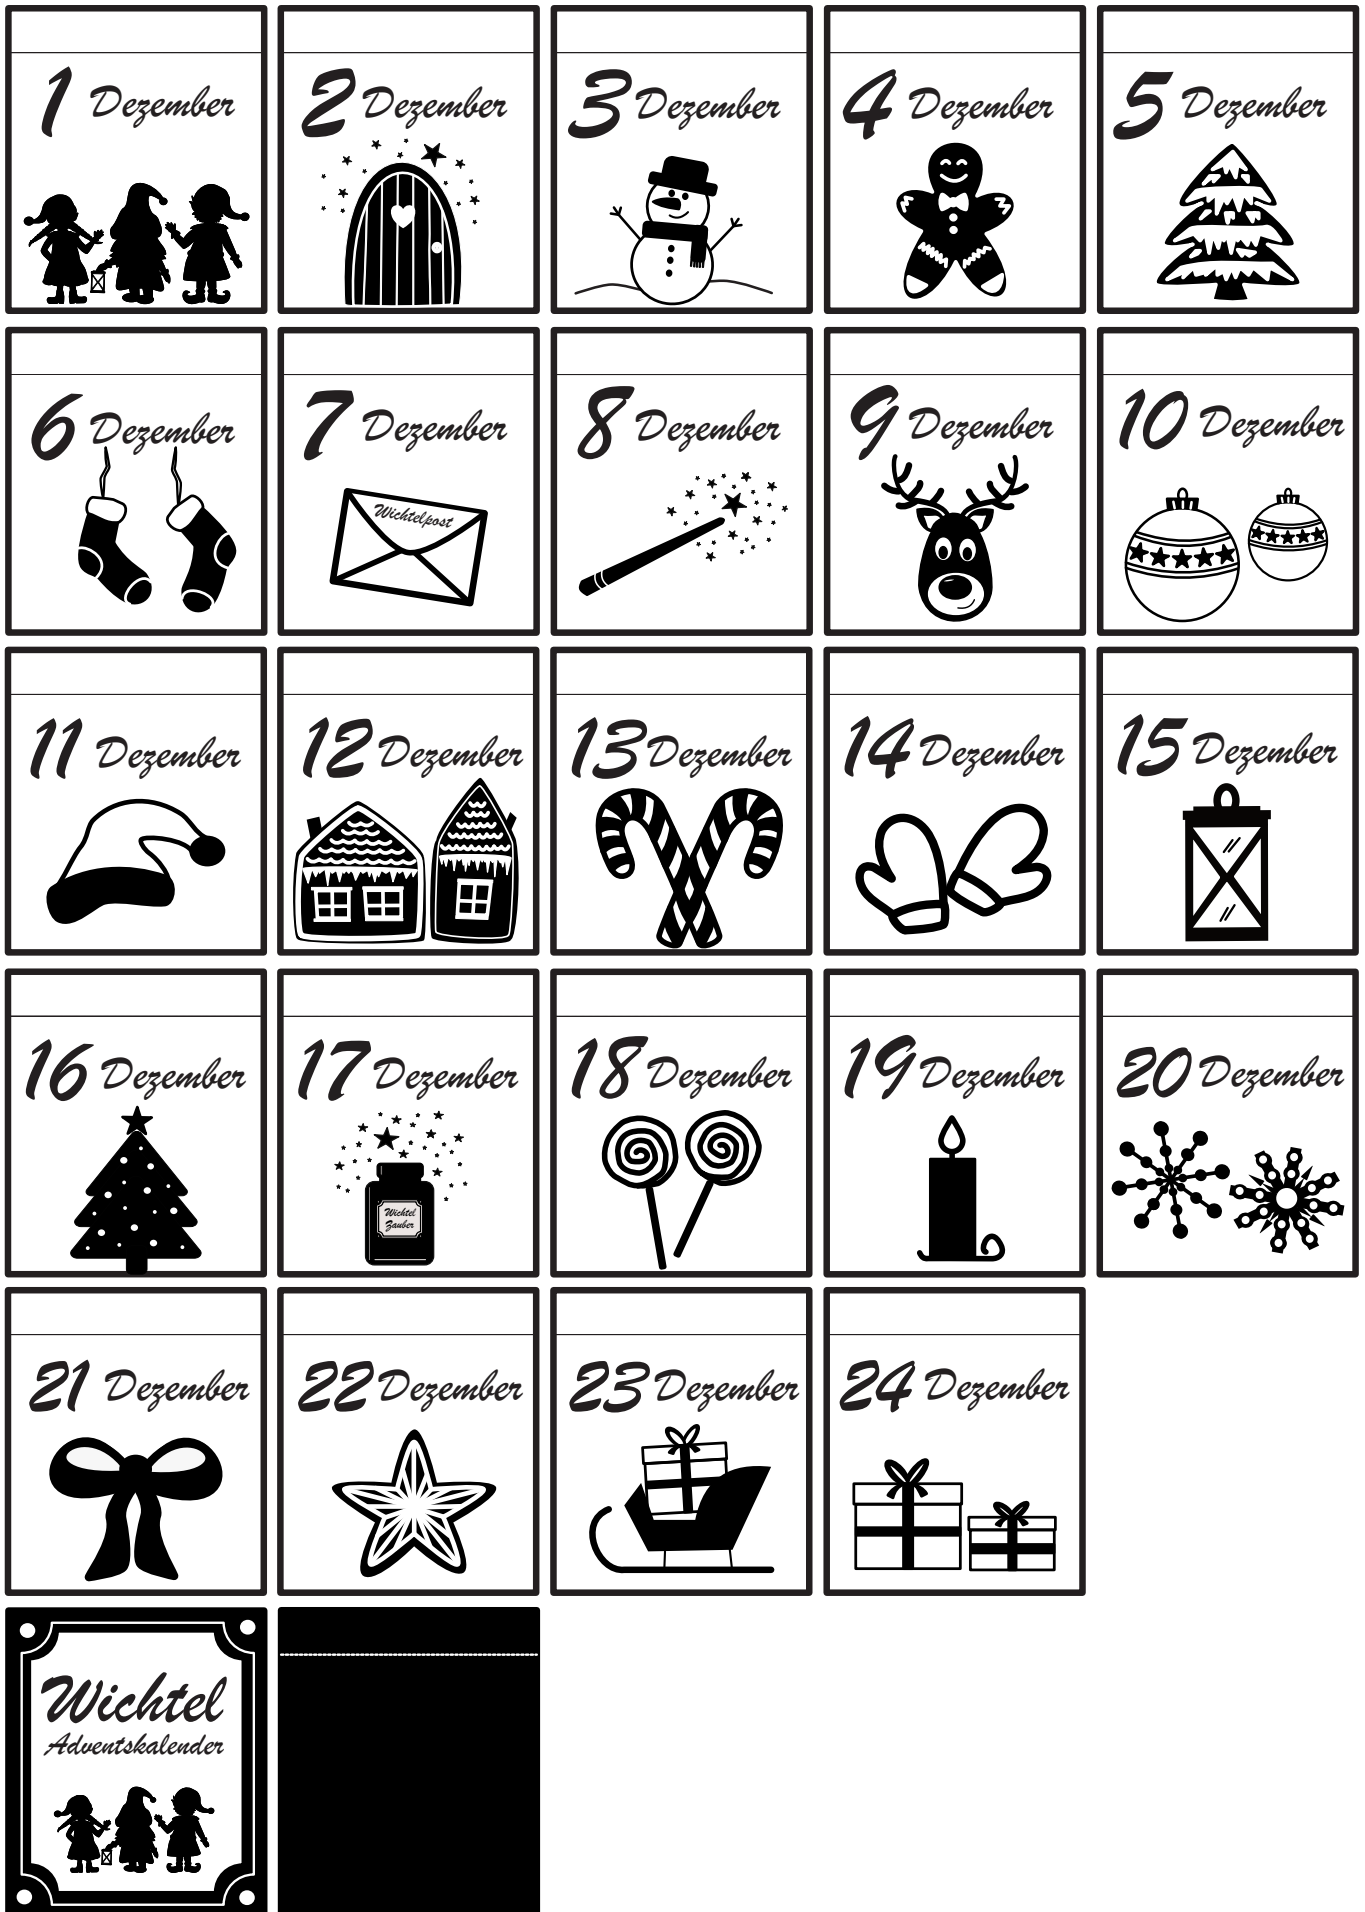 1 Dezember
2 Dezember
3 Dezember
4 Dezember
5 Dezember
6 Dezember
7 Dezember
Wichtelpost
8 Dezember
9 Dezember
10 Dezember
11 Dezember
12 Dezember
13 Dezember
14 Dezember
15 Dezember
16 Dezember
17 Dezember
Wichtel
Zauber
18 Dezember
19 Dezember
20 Dezember
21 Dezember
22 Dezember
23 Dezember
24 Dezember
Wichtel
Adventskalender